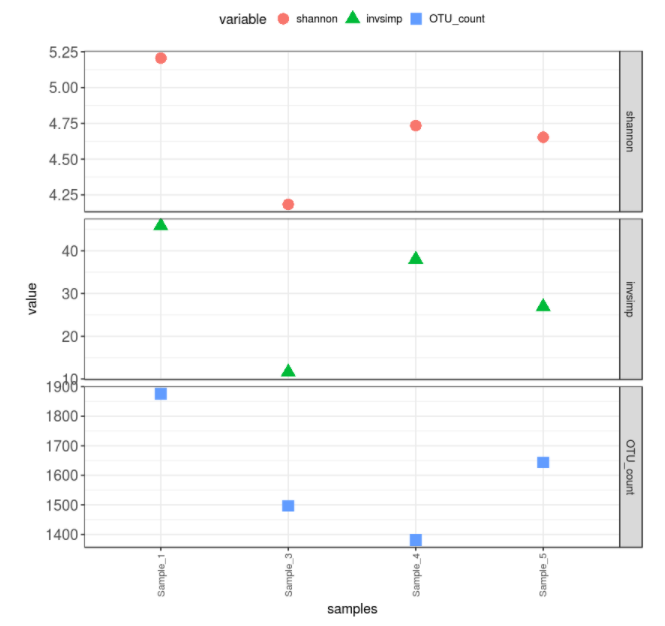 variable shannon invsimp OTU_count
5.25
5.00
4.75
4.50
4.25
shannon
40
30
20
10
invsimp
value
1900
1800
1700
1600
1500
1400
OTU_count
Sample_1 Sample_3 Sample_4 Sample_5
samples